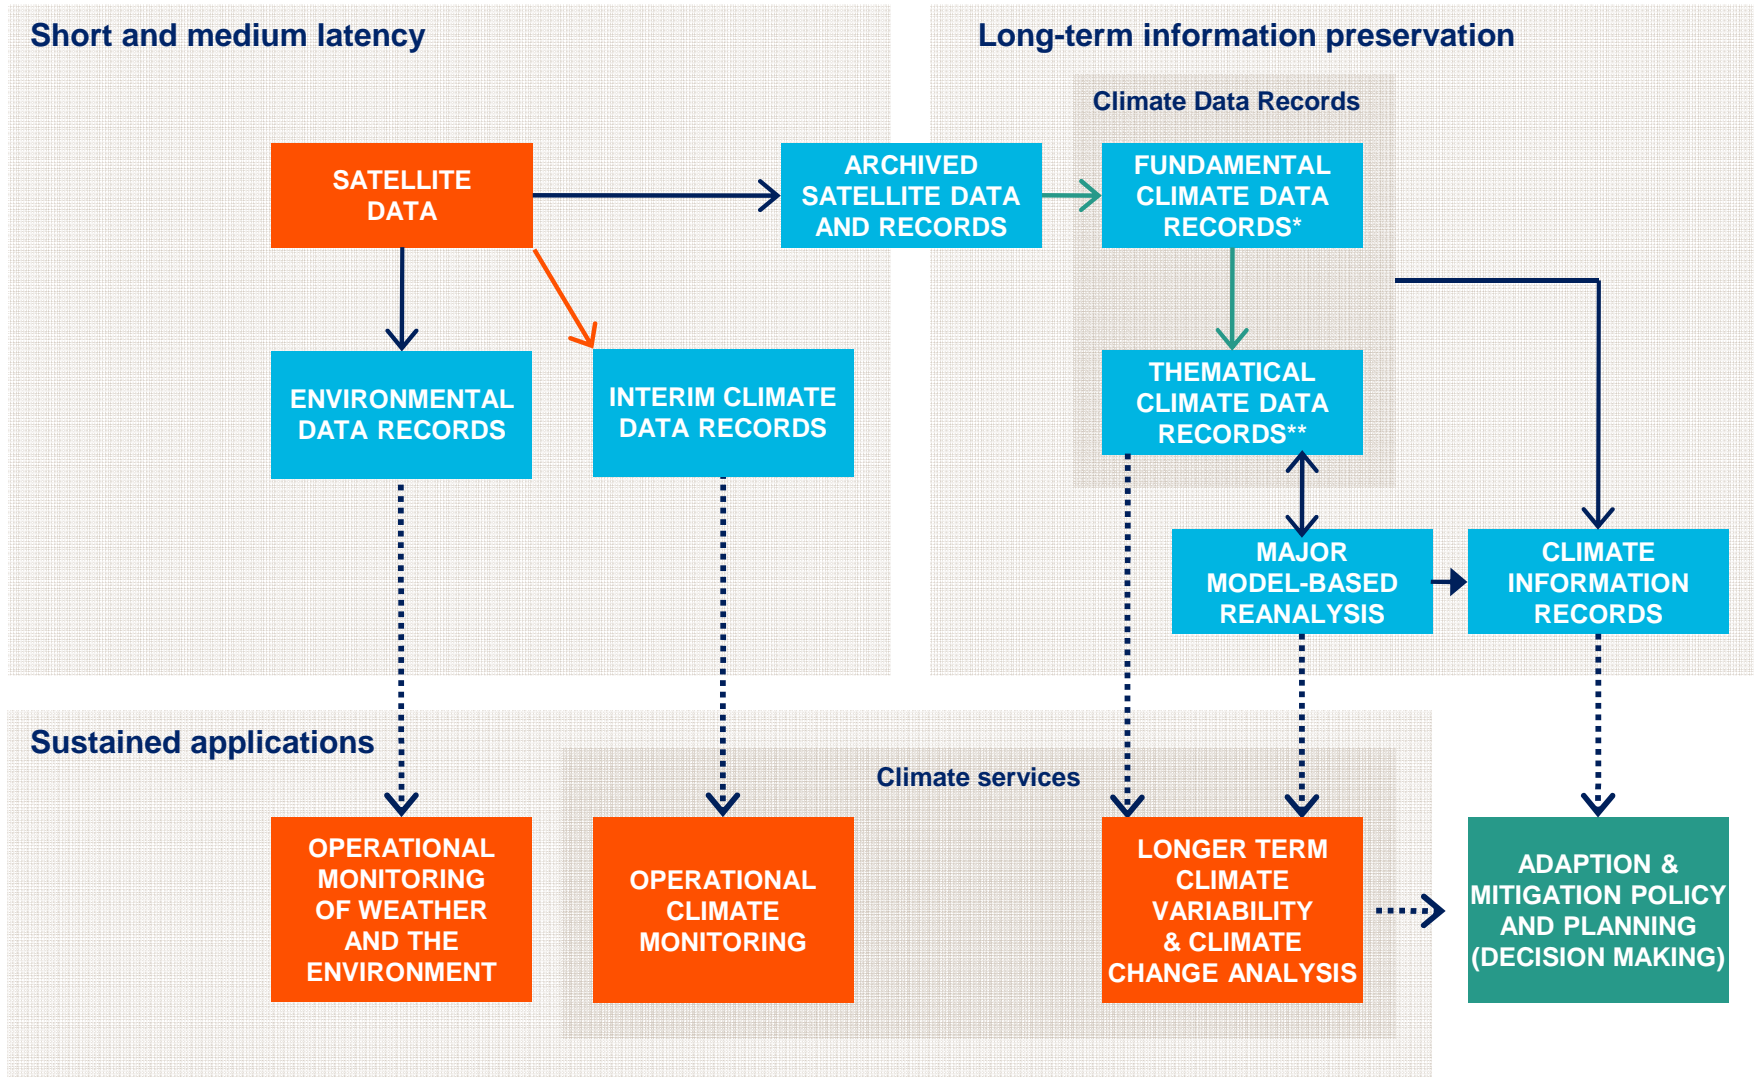 Short and medium latency
Long-term information preservation
Climate Data Records
SATELLITE
DATA
ARCHIVED
SATELLITE DATA
AND RECORDS
FUNDAMENTAL
CLIMATE DATA
RECORDS*
ENVIRONMENTAL
DATA RECORDS
INTERIM CLIMATE
DATA RECORDS
THEMATICAL
CLIMATE DATA
RECORDS**
MAJOR
MODEL-BASED
REANALYSIS
CLIMATE
INFORMATION
RECORDS
Sustained applications
Climate services
OPERATIONAL
MONITORING
OF WEATHER
AND THE
ENVIRONMENT
OPERATIONAL
CLIMATE
MONITORING
LONGER TERM
CLIMATE
VARIABILITY
& CLIMATE
CHANGE ANALYSIS
ADAPTION &
MITIGATION POLICY
AND PLANNING
(DECISION MAKING)